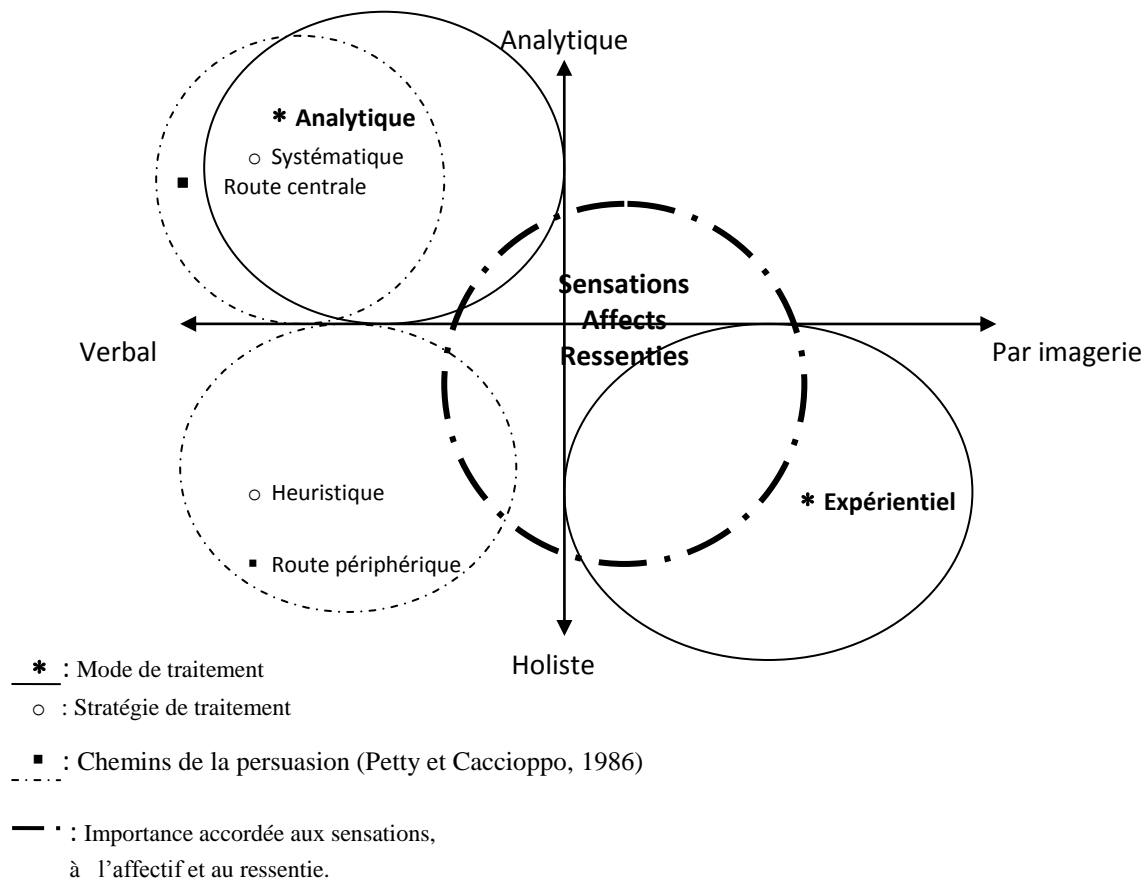 Analytique
* Analytique
○ Systématique
■ Route centrale
Sensations
Affects
Ressenties
Verbal
Par imagerie
○ Heuristique
* Expérientiel
■ Route périphérique
Holiste
* : Mode de traitement
○ : Stratégie de traitement
■ : Chemins de la persuasion (Petty et Caccioppo, 1986)
: Importance accordée aux sensations,
à l’affectif et au ressentie.